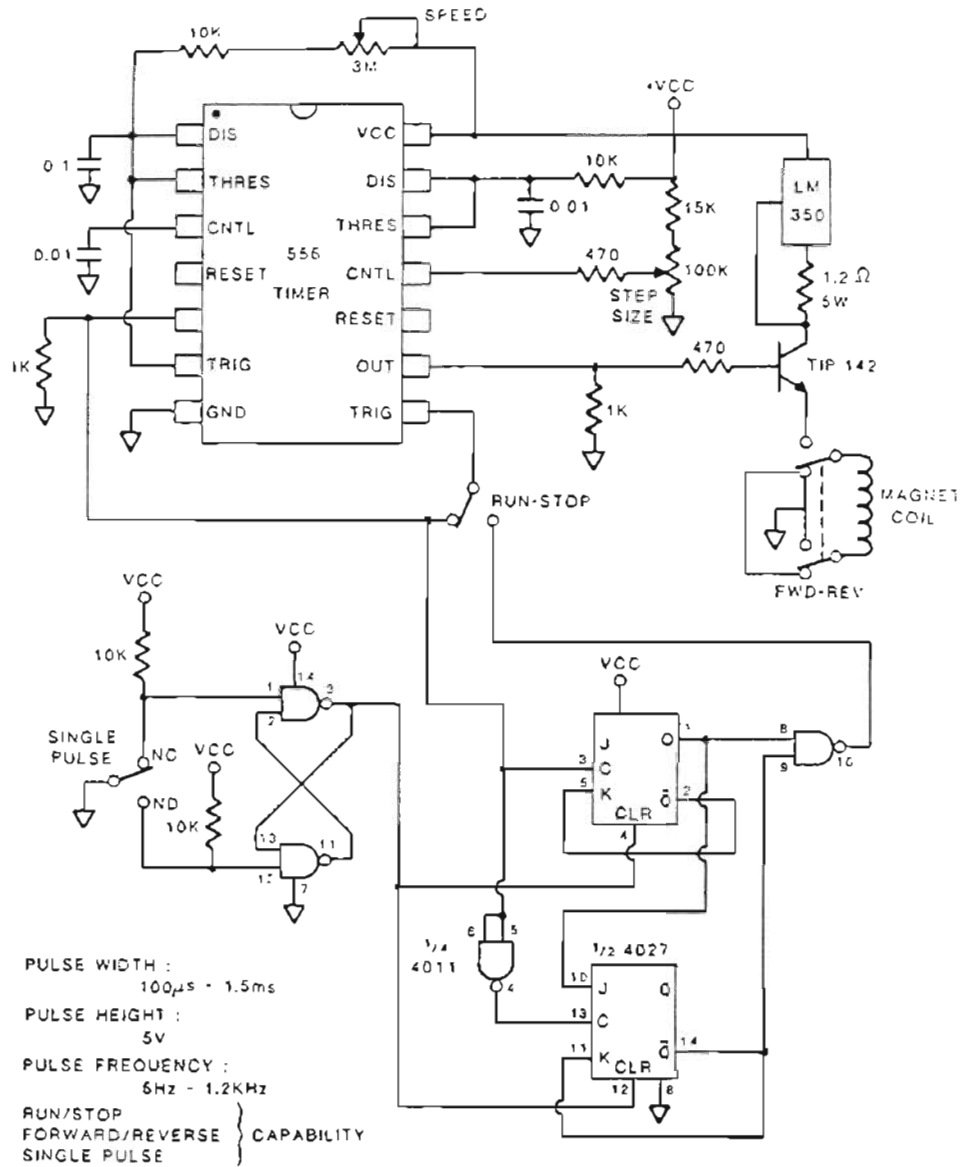 SPEED
10K
3M
+VCC
DIS
VCC
0.1
10K
LM
350
THRES
DIS
0.01
15K
CNTL
THRES
0.01
556
TIMER
470
100K
RESET
CNTL
STEP
SIZE
1.2 Ω
5W
RESET
1K
TRIG
OUT
470
TIP 142
GND
TRIG
1K
RUN-STOP
MAGNET
COIL
VCC
FWD-REV
10K
VCC
VCC
1
14
3
2
SINGLE
PULSE
NC
VCC
J
Q
8
3
C
9
10
5
K
Q̅
2
NO
CLR
10K
13
11
4
7
6
5
1/4
4011
1/2 4027
PULSE WIDTH :
100µs - 1.5ms
10
J
Q
4
13
C
PULSE HEIGHT :
5V
11
K
Q̅
14
PULSE FREQUENCY :
5Hz - 1.2KHz
CLR
12
8
RUN/STOP
FORWARD/REVERSE
SINGLE PULSE
CAPABILITY